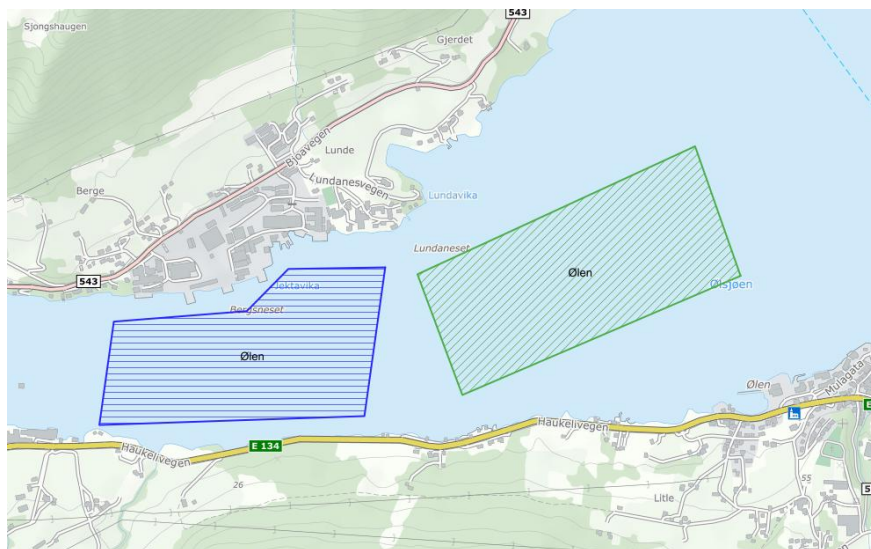 543
Sjongshaugen
Gjerdet
Bjoavegen
Lunde
Lundanesvegen
Berge
Lundavika
Lundaneset
Ølen
543
Jektavika
Ølsjøen
Bergsneset
Ølen
Ølen
Mulagata
E
Haukelivegen
Haukelivegen
E 134
26
Litle
55
5